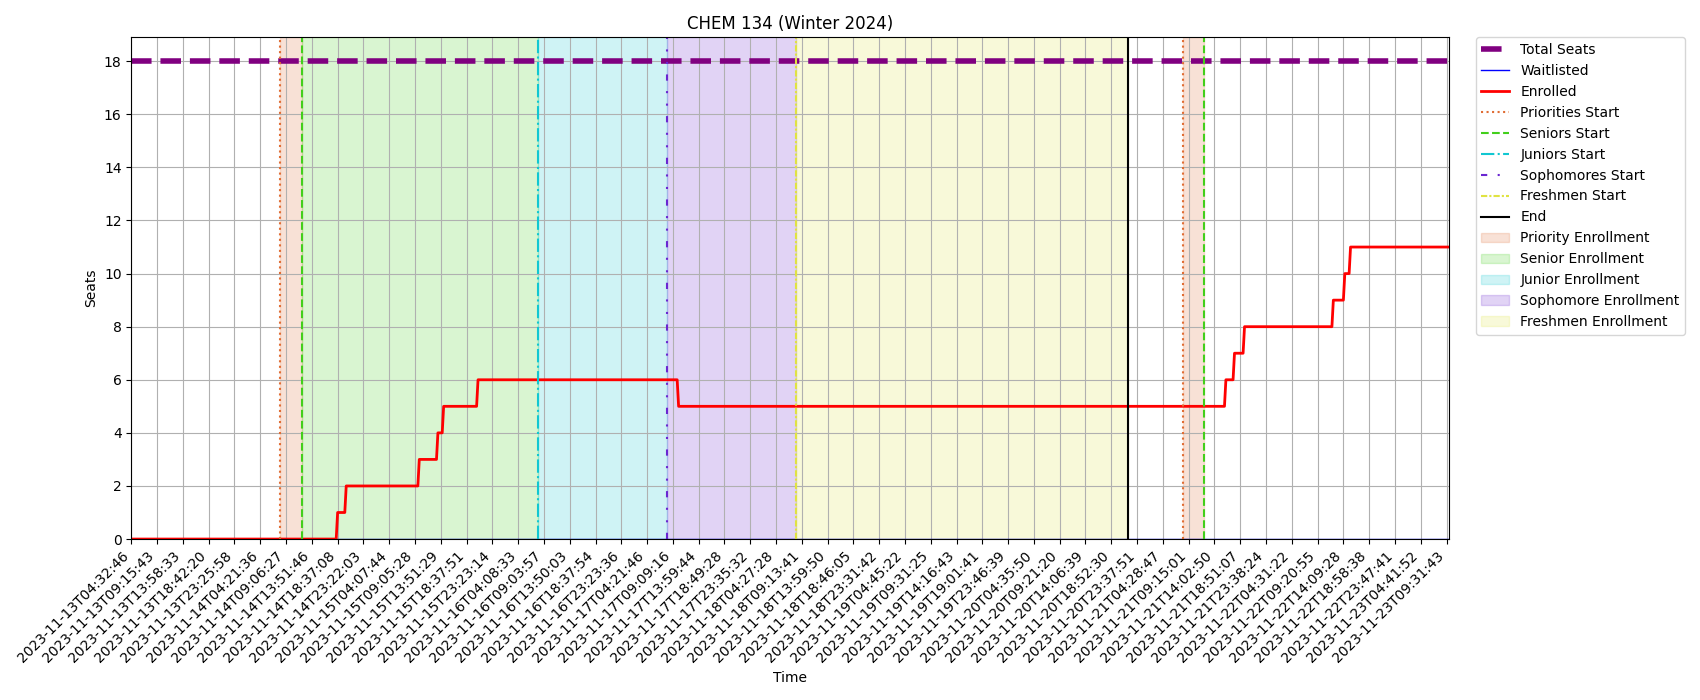 CHEM 134 (Winter 2024)
Seats
18
16
14
12
10
8
6
4
2
0
2023-11-13T04:32:46
2023-11-13T09:15:43
2023-11-13T13:58:33
2023-11-13T18:42:20
2023-11-13T23:25:58
2023-11-14T04:21:36
2023-11-14T09:06:27
2023-11-14T13:51:46
2023-11-14T18:37:08
2023-11-14T23:22:03
2023-11-15T04:07:44
2023-11-15T09:05:28
2023-11-15T13:51:29
2023-11-15T18:37:51
2023-11-15T23:23:14
2023-11-16T04:08:33
2023-11-16T09:03:57
2023-11-16T13:50:03
2023-11-16T18:37:54
2023-11-16T23:23:36
2023-11-17T04:21:46
2023-11-17T09:09:16
2023-11-17T13:59:44
2023-11-17T18:49:28
2023-11-17T23:35:32
2023-11-18T04:27:28
2023-11-18T09:13:41
2023-11-18T13:59:50
2023-11-18T18:46:05
2023-11-18T23:31:42
2023-11-19T04:45:22
2023-11-19T09:31:25
2023-11-19T14:16:43
2023-11-19T19:01:41
2023-11-19T23:46:39
2023-11-20T04:35:50
2023-11-20T09:21:20
2023-11-20T14:06:39
2023-11-20T18:52:30
2023-11-20T23:37:51
2023-11-21T04:28:47
2023-11-21T09:15:01
2023-11-21T14:02:50
2023-11-21T18:51:07
2023-11-21T23:38:24
2023-11-22T04:31:22
2023-11-22T09:20:55
2023-11-22T14:09:28
2023-11-22T18:58:38
2023-11-22T23:47:41
2023-11-23T04:41:52
2023-11-23T09:31:43
Time
Total Seats
Waitlisted
Enrolled
Priorities Start
Seniors Start
Juniors Start
Sophomores Start
Freshmen Start
End
Priority Enrollment
Senior Enrollment
Junior Enrollment
Sophomore Enrollment
Freshmen Enrollment